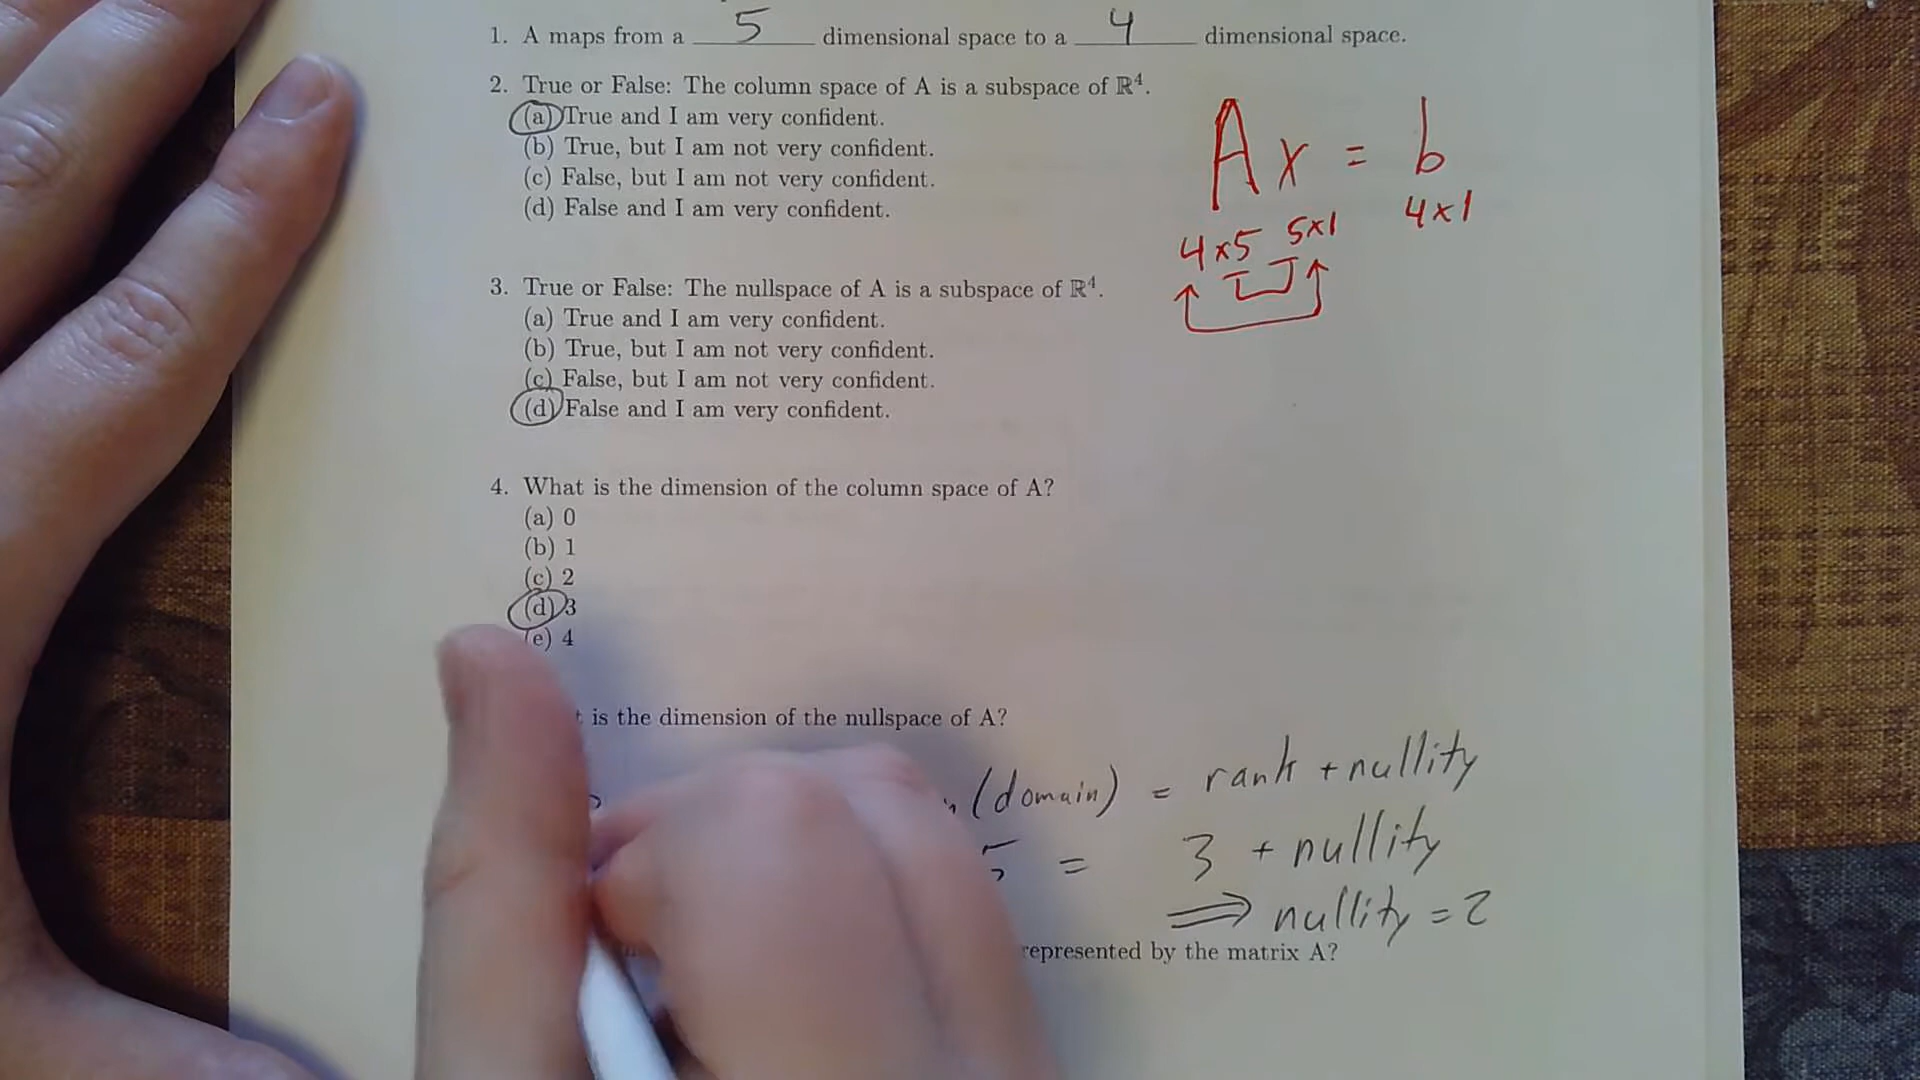 1. A maps from a 5 dimensional space to a 4 dimensional space.
2. True or False: The column space of A is a subspace of ℝ⁴.
(a) True and I am very confident.
(b) True, but I am not very confident.
(c) False, but I am not very confident.
(d) False and I am very confident.
Ax = b
4x5 5x1 4x1
3. True or False: The nullspace of A is a subspace of ℝ⁴.
(a) True and I am very confident.
(b) True, but I am not very confident.
(c) False, but I am not very confident.
(d) False and I am very confident.
4. What is the dimension of the column space of A?
(a) 0
(b) 1
(c) 2
(d) 3
(e) 4
is the dimension of the nullspace of A?
(domain) = rank + nullity
5 = 3 + nullity
⟹ nullity = 2
represented by the matrix A?